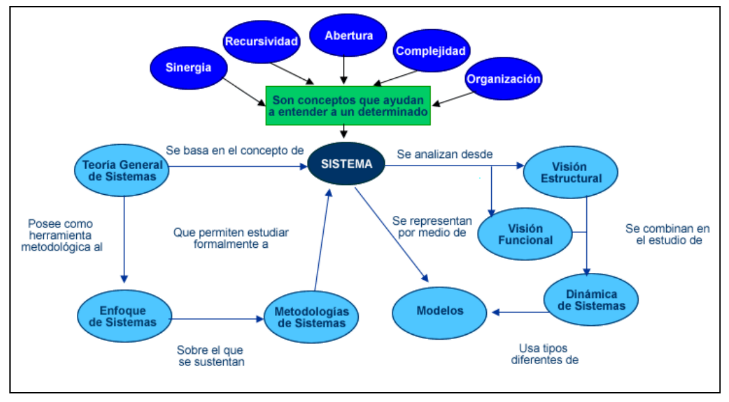 Abertura
Recursividad
Complejidad
Sinergia
Organización
Son conceptos que ayudan
a entender a un determinado
Se basa en el concepto de
SISTEMA
Se analizan desde
Teoría General
de Sistemas
Visión
Estructural
Posee como
herramienta
metodológica al
Que permiten estudiar
formalmente a
Se representan
por medio de
Visión
Funcional
Se combinan en
el estudio de
Enfoque
de Sistemas
Metodologías
de Sistemas
Modelos
Dinámica
de Sistemas
Sobre el que
se sustentan
Usa tipos
diferentes de